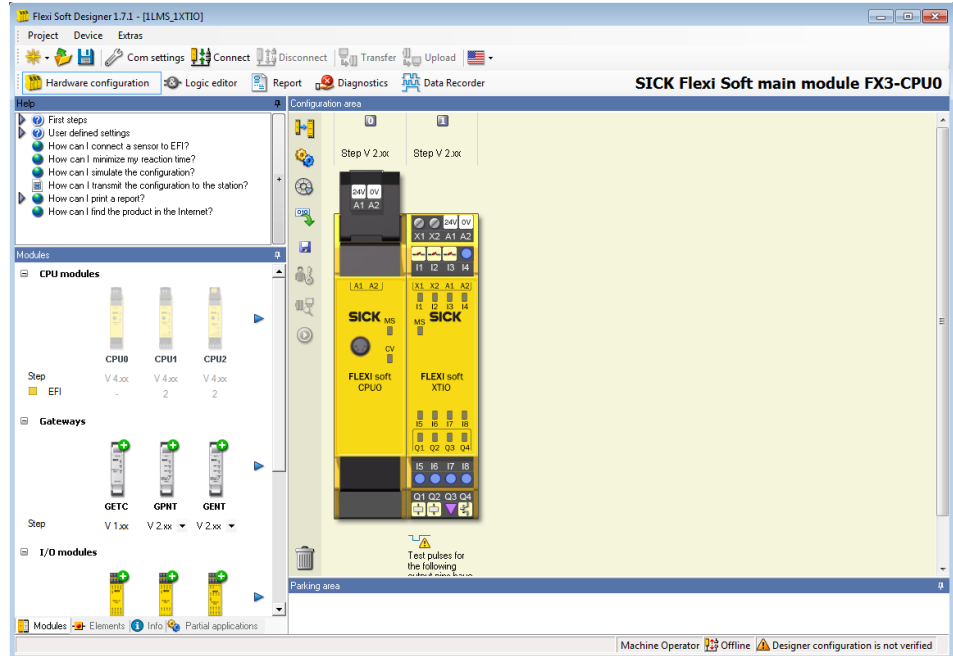 Flexi Soft Designer 1.7.1 - [1LMS_1XTIO]
Project Device Extras
Com settings Connect Disconnect Transfer Upload
Hardware configuration Logic editor Report Diagnostics Data Recorder SICK Flexi Soft main module FX3-CPU0
Help
First steps
User defined settings
How can I connect a sensor to EFI?
How can I minimize my reaction time?
How can I simulate the configuration?
How can I transmit the configuration to the station?
How can I print a report?
How can I find the product in the Internet?
Modules
CPU modules
CPU0 CPU1 CPU2
Step V 4.xx V 4.xx V 4.xx
EFI - 2 2
Gateways
GETC GPNT GENT
Step V 1.xx V 2.xx V 2.xx
I/O modules
Modules Elements Info Partial applications
Configuration area
0 1
Step V 2.xx Step V 2.xx
24V 0V
A1 A2
24V 0V
X1 X2 A1 A2
I1 I2 I3 I4
A1 A2
X1 X2 A1 A2
I1 I2 I3 I4
SICK MS
MS SICK
CV
FLEXI soft
CPU0
FLEXI soft
XTIO
I5 I6 I7 I8
Q1 Q2 Q3 Q4
I5 I6 I7 I8
Q1 Q2 Q3 Q4
Test pulses for
the following
output pins have
Parking area
Machine Operator Offline Designer configuration is not verified